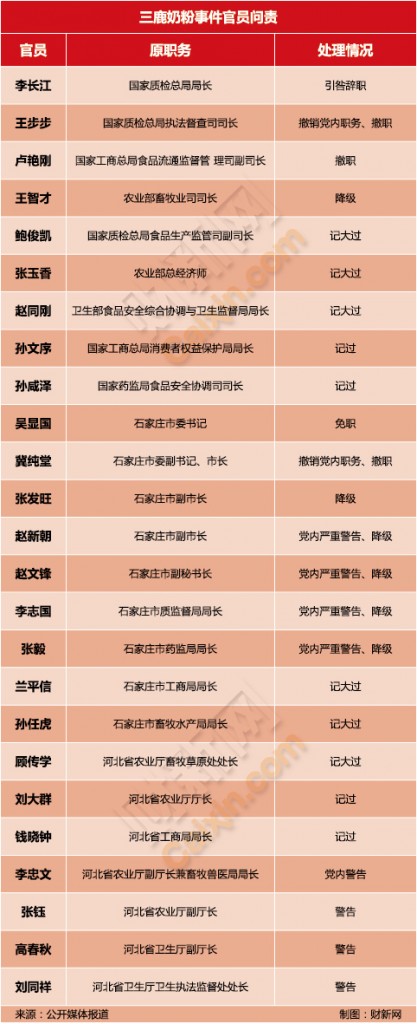 三鹿奶粉事件官员问责
官员 原职务 处理情况
李长江 国家质检总局局长 引咎辞职
王步步 国家质检总局执法督查司司长 撤销党内职务、撤职
卢艳刚 国家工商总局食品流通监督管 理司副司长 撤职
王智才 农业部畜牧业司司长 降级
鲍俊凯 国家质检总局食品生产监管司副司长 记大过
张玉香 农业部总经济师 记大过
赵同刚 卫生部食品安全综合协调与卫生监督局局长 记大过
孙文序 国家工商总局消费者权益保护局局长 记过
孙咸泽 国家药监局食品安全协调司司长 记过
吴显国 石家庄市委书记 免职
冀纯堂 石家庄市委副书记、市长 撤销党内职务、撤职
张发旺 石家庄市副市长 降级
赵新朝 石家庄市副市长 党内严重警告、降级
赵文锋 石家庄市副秘书长 党内严重警告、降级
李志国 石家庄市质监督局局长 党内严重警告、降级
张毅 石家庄市药监局局长 党内严重警告、降级
兰平信 石家庄市工商局局长 记大过
孙任虎 石家庄市畜牧水产局局长 记大过
顾传学 河北省农业厅畜牧草原处处长 记大过
刘大群 河北省农业厅厅长 记过
钱晓钟 河北省工商局局长 记过
李忠文 河北省农业厅副厅长兼畜牧兽医局局长 党内警告
张钰 河北省农业厅副厅长 警告
高春秋 河北省卫生厅副厅长 警告
刘同祥 河北省卫生厅卫生执法监督处处长 警告
来源：公开媒体报道 制图：财新网
财新网
Caixin.com
财新网
Caixin.com